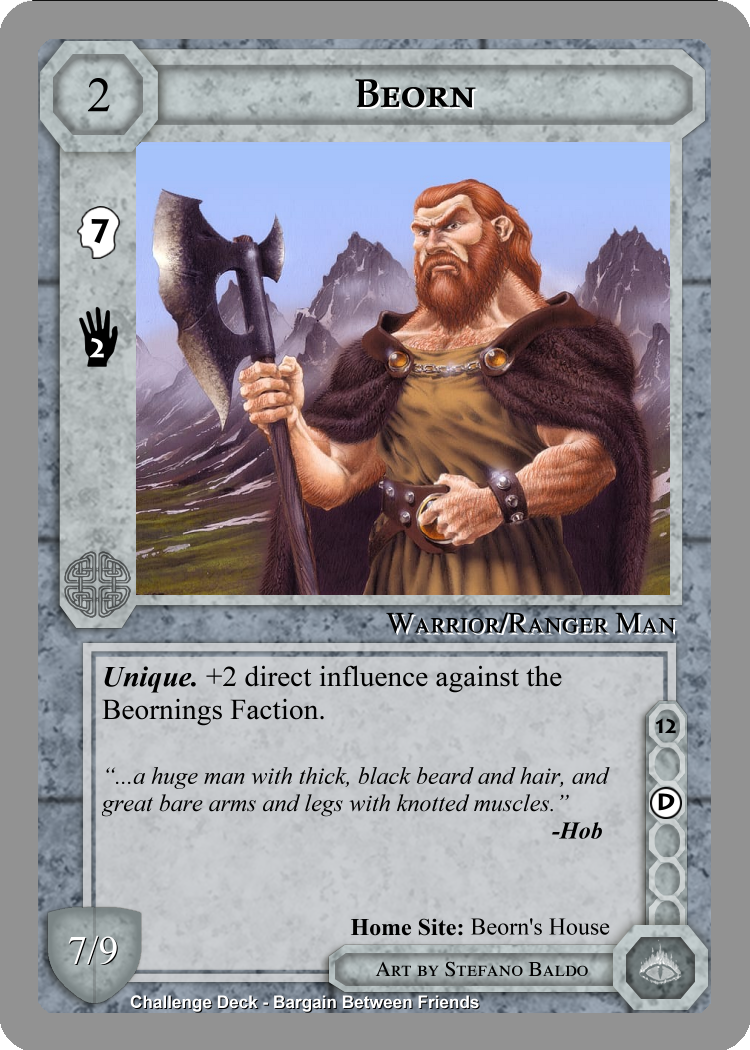 2
BEORN
7
2
WARRIOR/RANGER MAN
Unique. +2 direct influence against the
Beornings Faction.
“...a huge man with thick, black beard and hair, and
great bare arms and legs with knotted muscles.”
-Hob
12
D
Home Site: Beorn's House
7/9
ART BY STEFANO BALDO
Challenge Deck - Bargain Between Friends